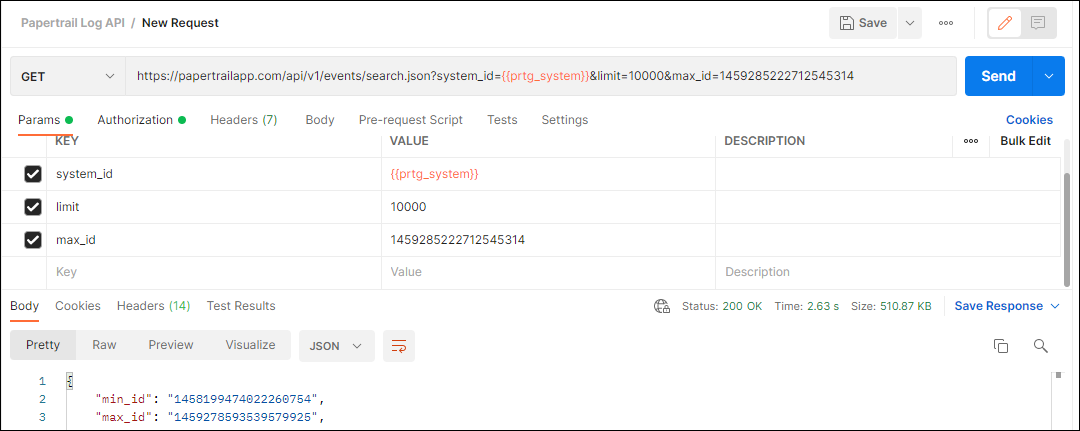 Papertrail Log API / New Request Save
GET https://papertrailapp.com/api/v1/events/search.json?system_id={{prtg_system}}&limit=10000&max_id=1459285222712545314 Send
Params Authorization Headers (7) Body Pre-request Script Tests Settings Cookies
KEY VALUE DESCRIPTION Bulk Edit
system_id {{prtg_system}}
limit 10000
max_id 1459285222712545314
Key Value Description
Body Cookies Headers (14) Test Results Status: 200 OK Time: 2.63 s Size: 510.87 KB Save Response
Pretty Raw Preview Visualize JSON
1 {
2 "min_id": "1458199474022260754",
3 "max_id": "1459278593539579925",